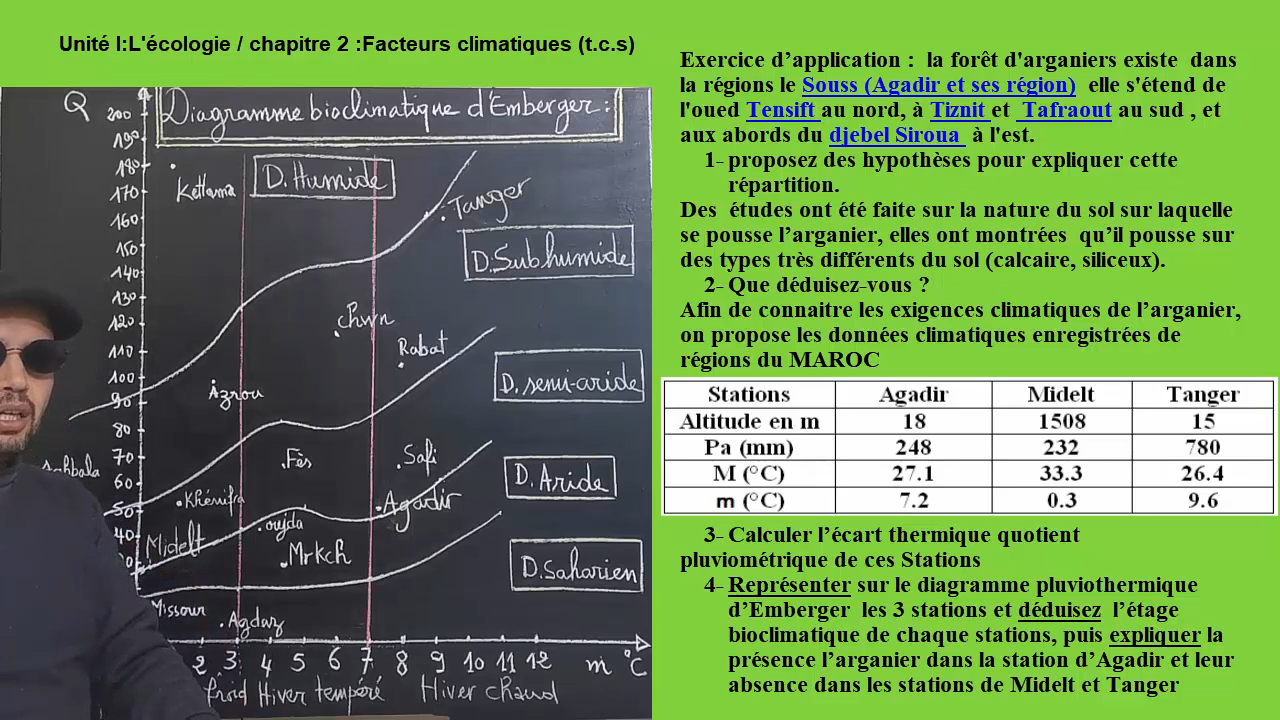 Unité I:L'écologie / chapitre 2 :Facteurs climatiques (t.c.s)
Q
Diagramme bioclimatique d'Emberger:
200
190
180
170
160
150
140
130
120
110
100
90
80
70
60
50
40
Kettama
D. Humide
Tanger
D. Subhumide
chwn
Rabat
D. semi-aride
Azrou
Fès
Safi
D. Aride
Khénifra
Agadir
oujda
Midelt
Mrkch
D. Saharien
Missour
Agdaz
2 3 4 5 6 7 8 9 10 11 12 m °C
froid Hiver tempéré Hiver chaud
Exercice d’application : la forêt d'arganiers existe dans
la régions le Souss (Agadir et ses région) elle s'étend de
l'oued Tensift au nord, à Tiznit et Tafraout au sud , et
aux abords du djebel Siroua à l'est.
1- proposez des hypothèses pour expliquer cette
répartition.
Des études ont été faite sur la nature du sol sur laquelle
se pousse l’arganier, elles ont montrées qu’il pousse sur
des types très différents du sol (calcaire, siliceux).
2- Que déduisez-vous ?
Afin de connaitre les exigences climatiques de l’arganier,
on propose les données climatiques enregistrées de
régions du MAROC
Stations Agadir Midelt Tanger
Altitude en m 18 1508 15
Pa (mm) 248 232 780
M (°C) 27.1 33.3 26.4
m (°C) 7.2 0.3 9.6
3- Calculer l’écart thermique quotient
pluviométrique de ces Stations
4- Représenter sur le diagramme pluviothermique
d’Emberger les 3 stations et déduisez l’étage
bioclimatique de chaque stations, puis expliquer la
présence l’arganier dans la station d’Agadir et leur
absence dans les stations de Midelt et Tanger